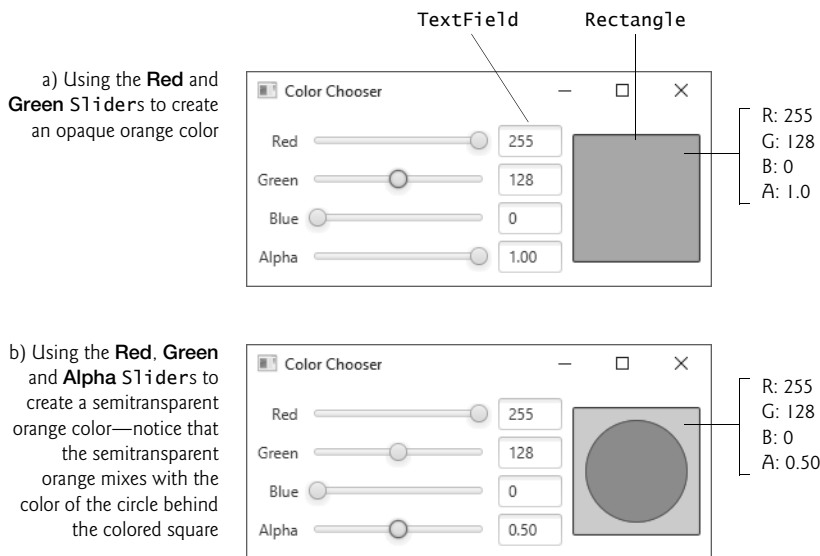 TextField
Rectangle
a) Using the Red and
Green Sliders to create
an opaque orange color
Color Chooser
Red
255
Green
128
Blue
0
Alpha
1.00
R: 255
G: 128
B: 0
A: 1.0
b) Using the Red, Green
and Alpha Sliders to
create a semitransparent
orange color—notice that
the semitransparent
orange mixes with the
color of the circle behind
the colored square
Color Chooser
Red
255
Green
128
Blue
0
Alpha
0.50
R: 255
G: 128
B: 0
A: 0.50